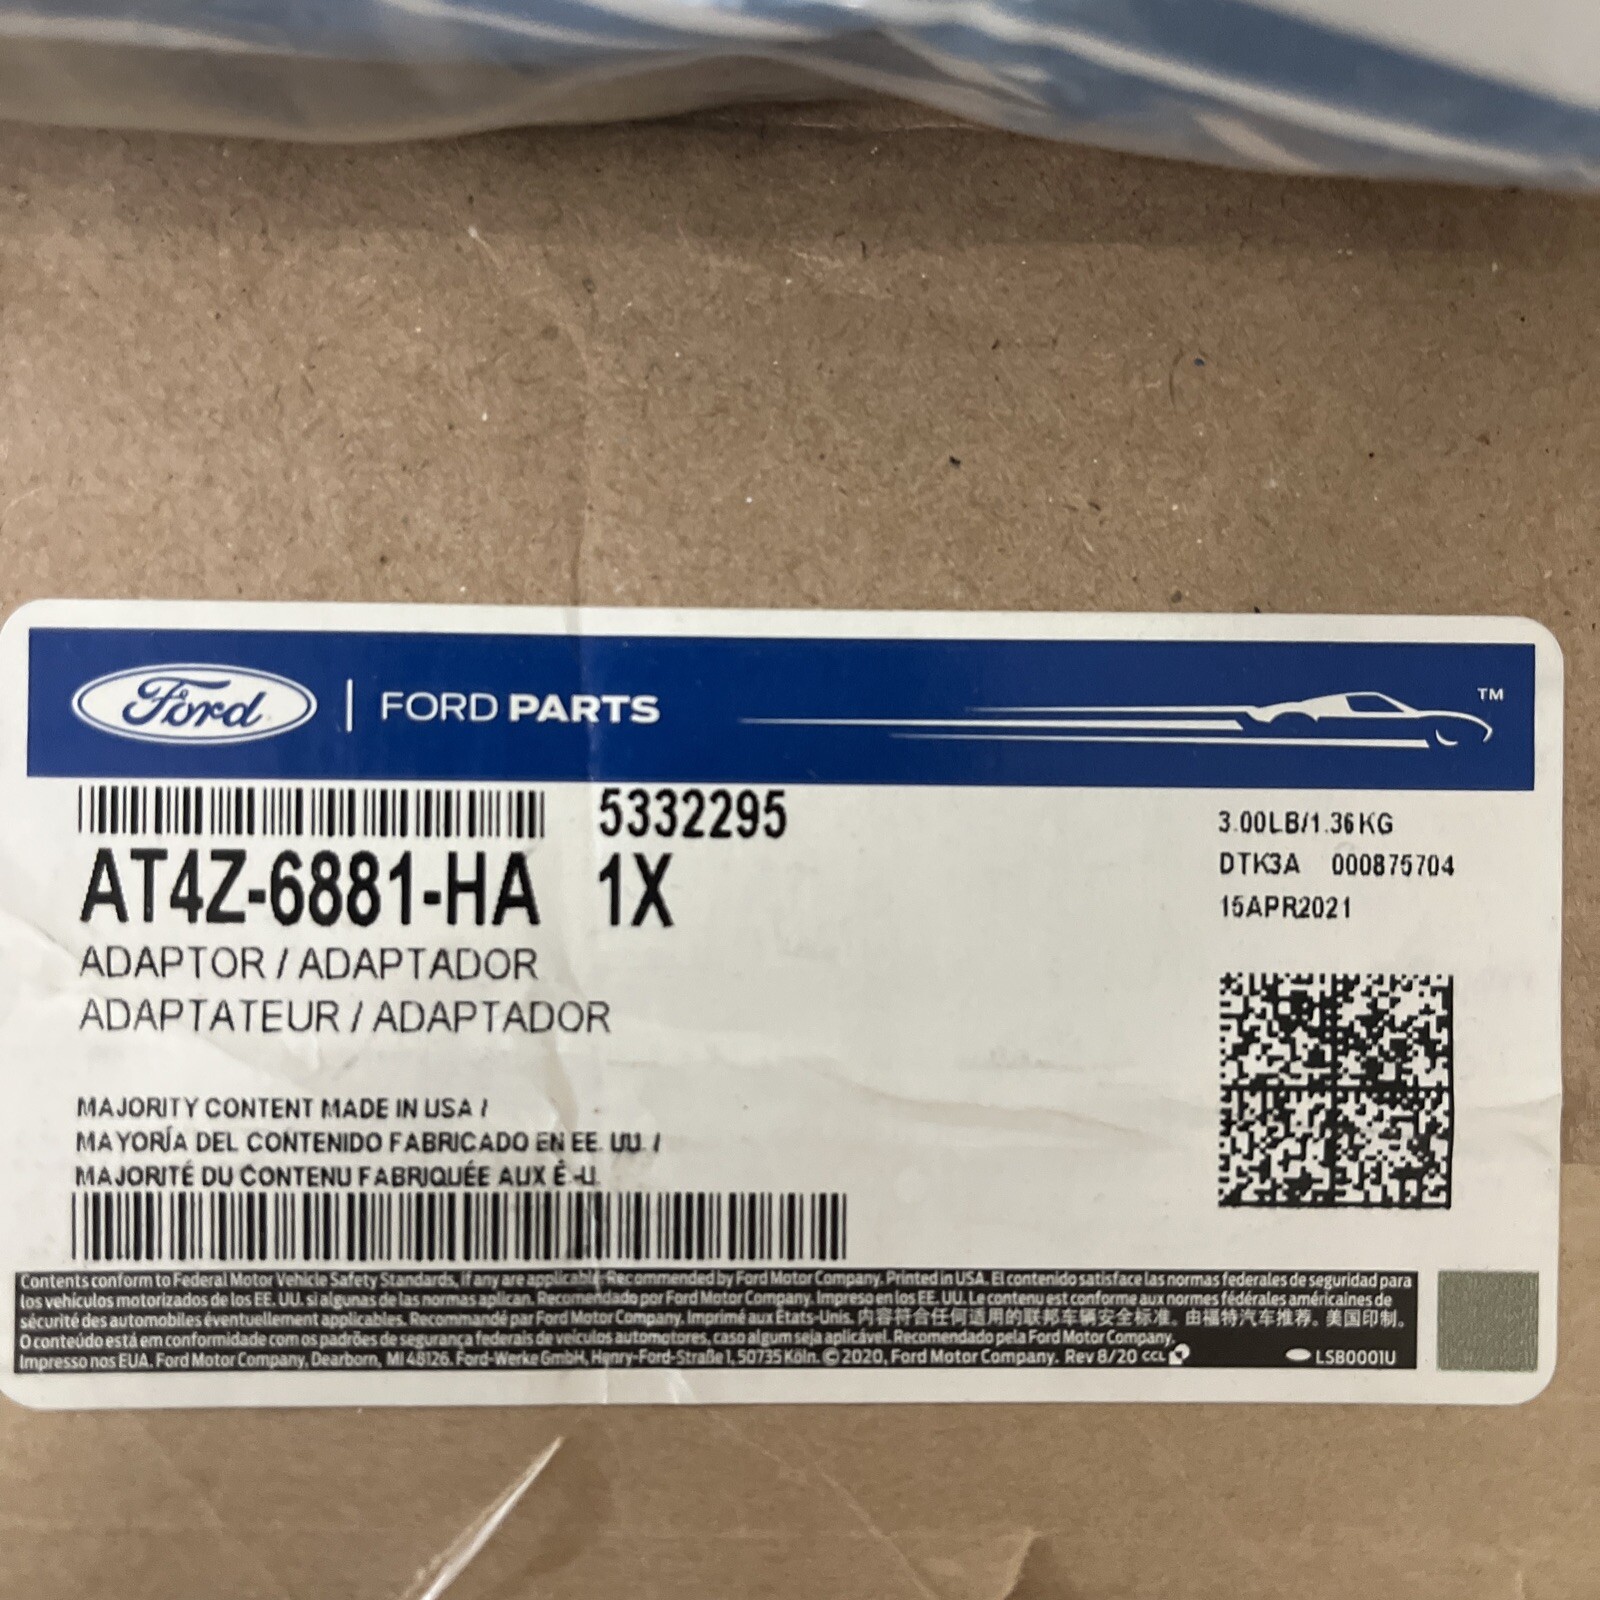 Ford | FORD PARTS ™
5332295
AT4Z-6881-HA 1X
ADAPTOR / ADAPTADOR
ADAPTATEUR / ADAPTADOR
3.00LB/1.36KG
DTK3A 000875704
15APR2021
MAJORITY CONTENT MADE IN USA /
MAYORÍA DEL CONTENIDO FABRICADO EN EE. UU. /
MAJORITÉ DU CONTENU FABRIQUÉE AUX É.-U.
Contents conform to Federal Motor Vehicle Safety Standards, if any are applicable. Recommended by Ford Motor Company. Printed in USA. El contenido satisface las normas federales de seguridad para
los vehículos motorizados de los EE. UU. si algunas de las normas aplican. Recomendado por Ford Motor Company. Impreso en los EE. UU. Le contenu est conforme aux normes fédérales américaines de
sécurité des automobiles éventuellement applicables. Recommandé par Ford Motor Company. Imprimé aux États-Unis. 内容符合任何适用的联邦车辆安全标准。由福特汽车推荐。美国印制。
O conteúdo está em conformidade com os padrões de segurança federais de veículos automotores, caso algum seja aplicável. Recomendado pela Ford Motor Company.
Impresso nos EUA. Ford Motor Company, Dearborn, MI 48126. Ford-Werke GmbH, Henry-Ford-Straße 1, 50735 Köln. © 2020, Ford Motor Company. Rev 8/20 CCL LSB0001U